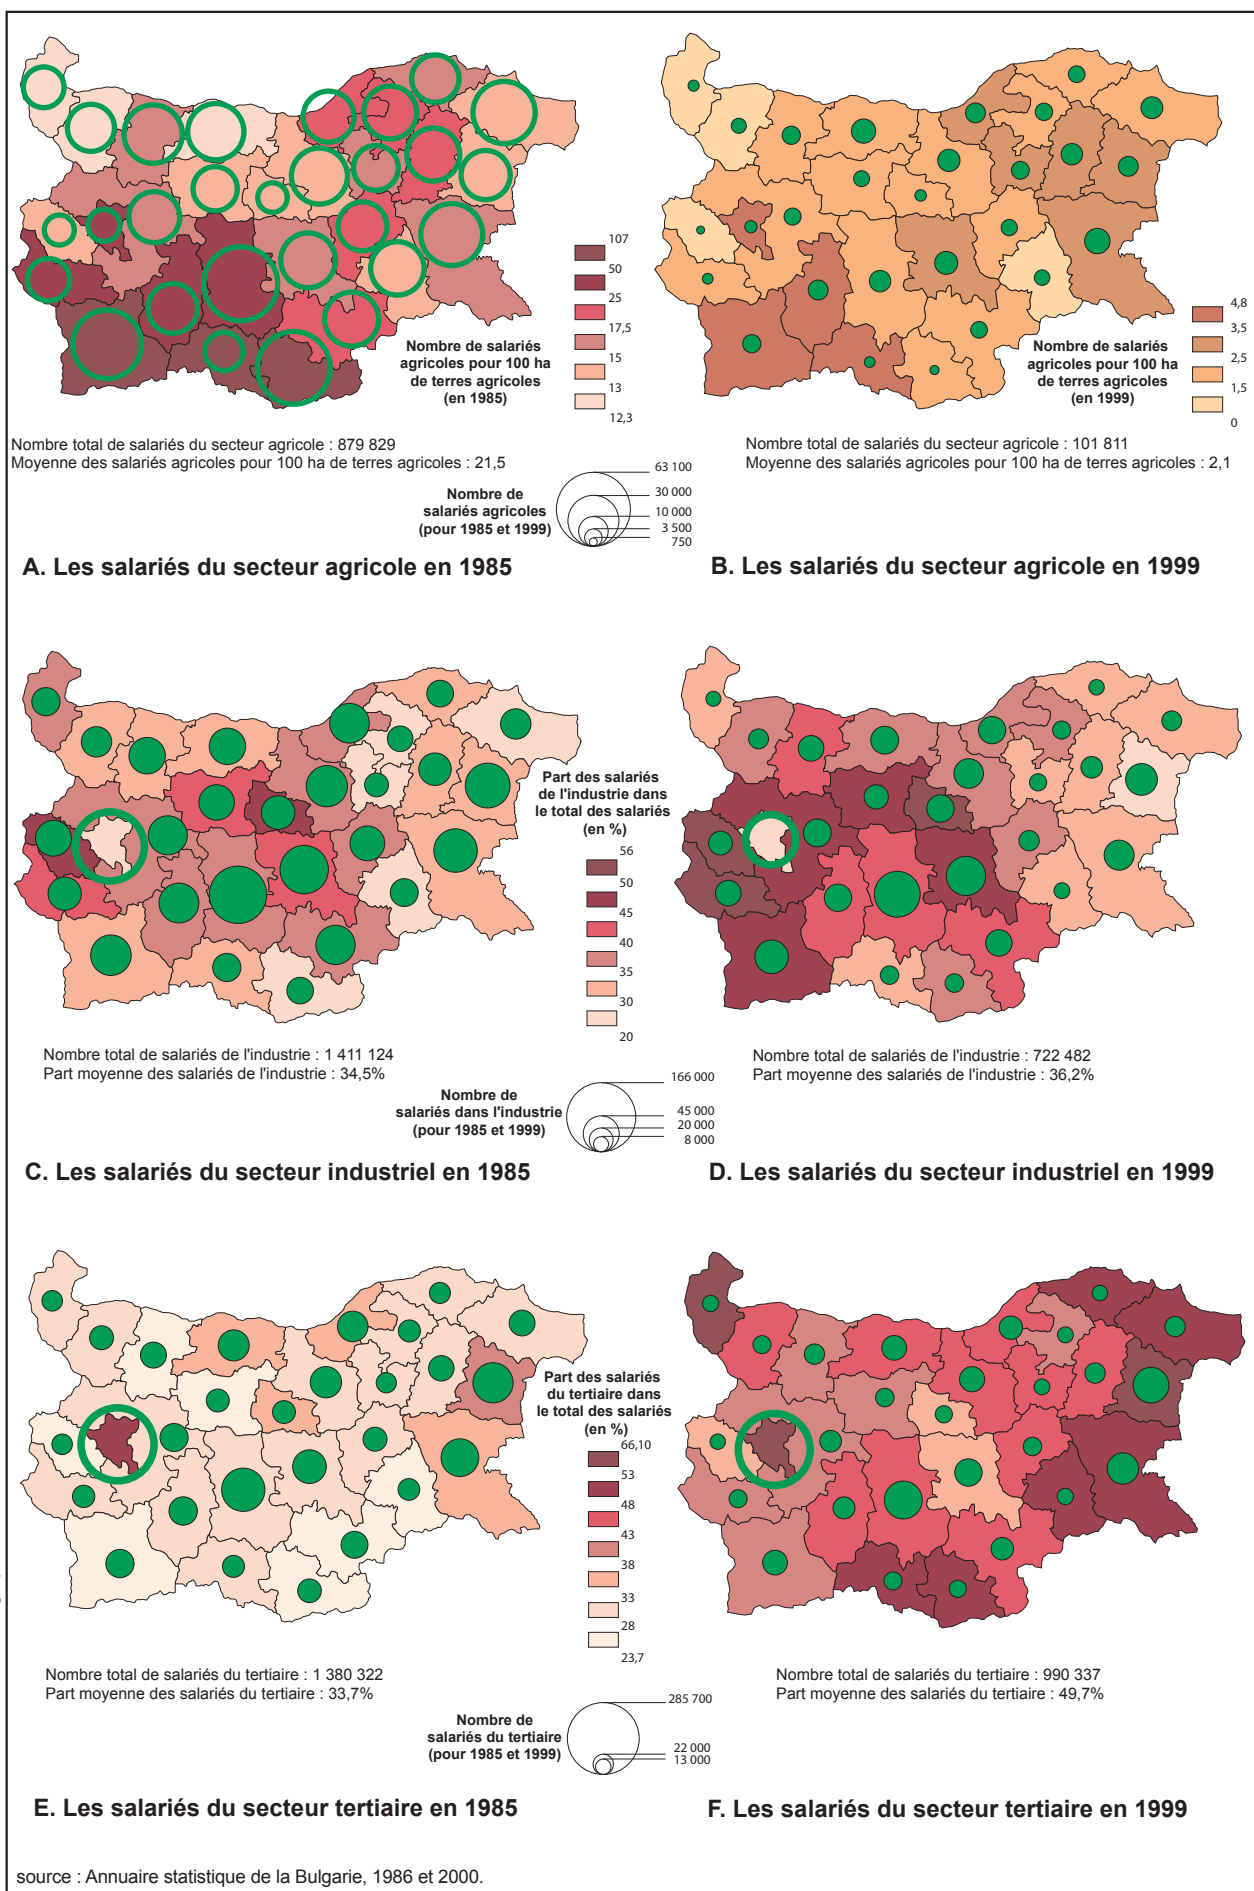 107
50
25
17,5
15
13
12,3
Nombre de salariés
agricoles pour 100 ha
de terres agricoles
(en 1985)
4,8
3,5
2,5
1,5
0
Nombre de salariés
agricoles pour 100 ha
de terres agricoles
(en 1999)
Nombre total de salariés du secteur agricole : 879 829
Moyenne des salariés agricoles pour 100 ha de terres agricoles : 21,5
Nombre total de salariés du secteur agricole : 101 811
Moyenne des salariés agricoles pour 100 ha de terres agricoles : 2,1
Nombre de
salariés agricoles
(pour 1985 et 1999)
63 100
30 000
10 000
3 500
750
A. Les salariés du secteur agricole en 1985
B. Les salariés du secteur agricole en 1999
Part des salariés
de l'industrie dans
le total des salariés
(en %)
56
50
45
40
35
30
20
Nombre total de salariés de l'industrie : 1 411 124
Part moyenne des salariés de l'industrie : 34,5%
Nombre total de salariés de l'industrie : 722 482
Part moyenne des salariés de l'industrie : 36,2%
Nombre de
salariés dans l'industrie
(pour 1985 et 1999)
166 000
45 000
20 000
8 000
C. Les salariés du secteur industriel en 1985
D. Les salariés du secteur industriel en 1999
Part des salariés
du tertiaire dans
le total des salariés
(en %)
66,10
53
48
43
38
33
28
23,7
Nombre total de salariés du tertiaire : 1 380 322
Part moyenne des salariés du tertiaire : 33,7%
Nombre total de salariés du tertiaire : 990 337
Part moyenne des salariés du tertiaire : 49,7%
Nombre de
salariés du tertiaire
(pour 1985 et 1999)
285 700
22 000
13 000
E. Les salariés du secteur tertiaire en 1985
F. Les salariés du secteur tertiaire en 1999
source : Annuaire statistique de la Bulgarie, 1986 et 2000.